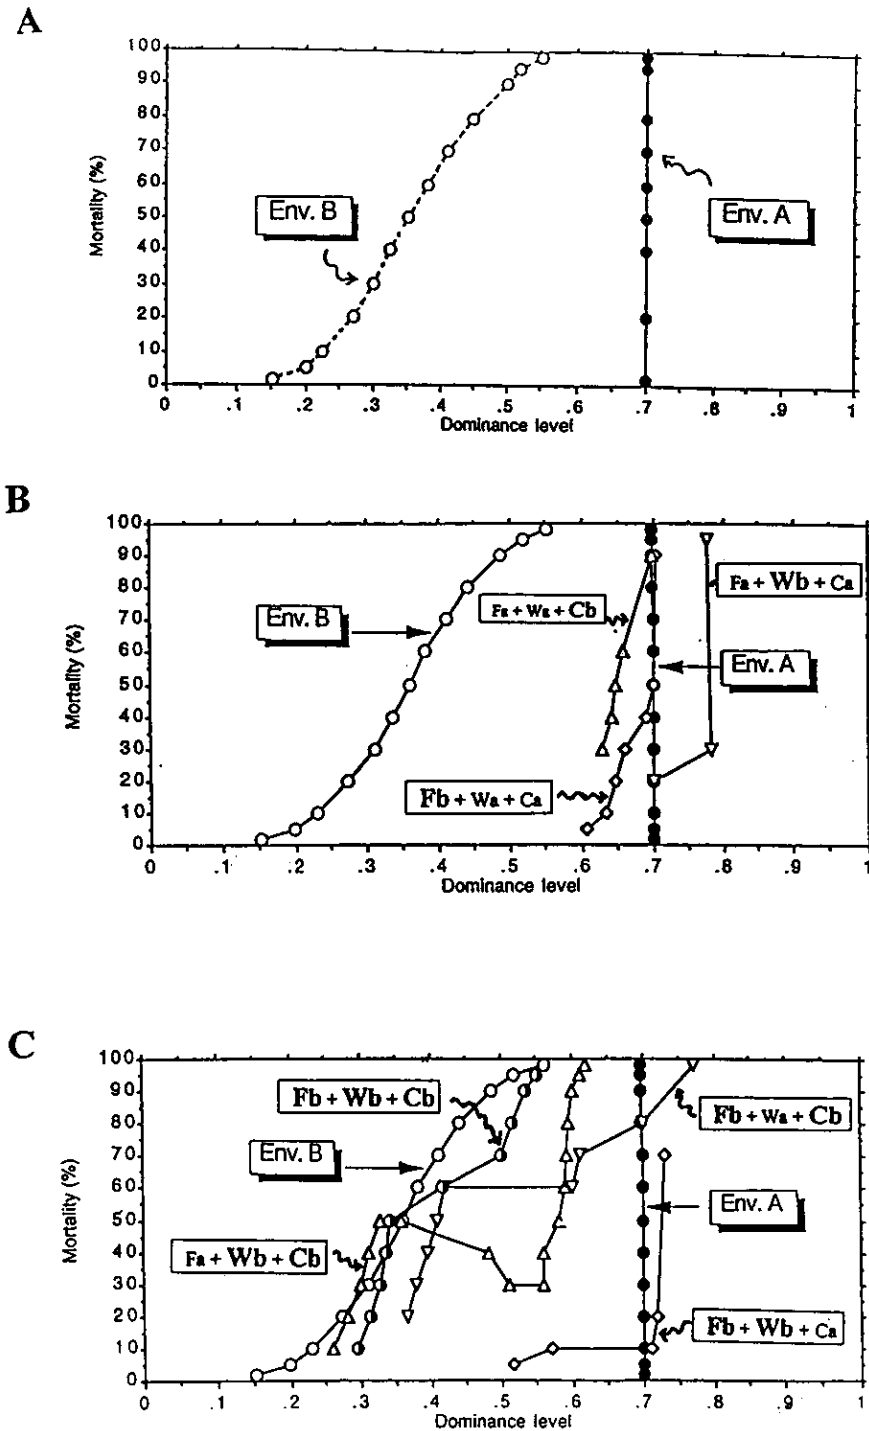 A
Mortality (%)
100
90
80
70
60
50
40
30
20
10
0
Env. B
Env. A
0 .1 .2 .3 .4 .5 .6 .7 .8 .9 1
Dominance level
B
Mortality (%)
100
90
80
70
60
50
40
30
20
10
0
Env. B
Fa + Wa + Cb
Fa + Wb + Ca
Env. A
Fb + Wa + Ca
0 .1 .2 .3 .4 .5 .6 .7 .8 .9 1
Dominance level
C
Mortality (%)
100
90
80
70
60
50
40
30
20
10
0
Fb + Wb + Cb
Fb + Wa + Cb
Env. B
Env. A
Fa + Wb + Cb
Fb + Wb + Ca
0 .1 .2 .3 .4 .5 .6 .7 .8 .9 1
Dominance level